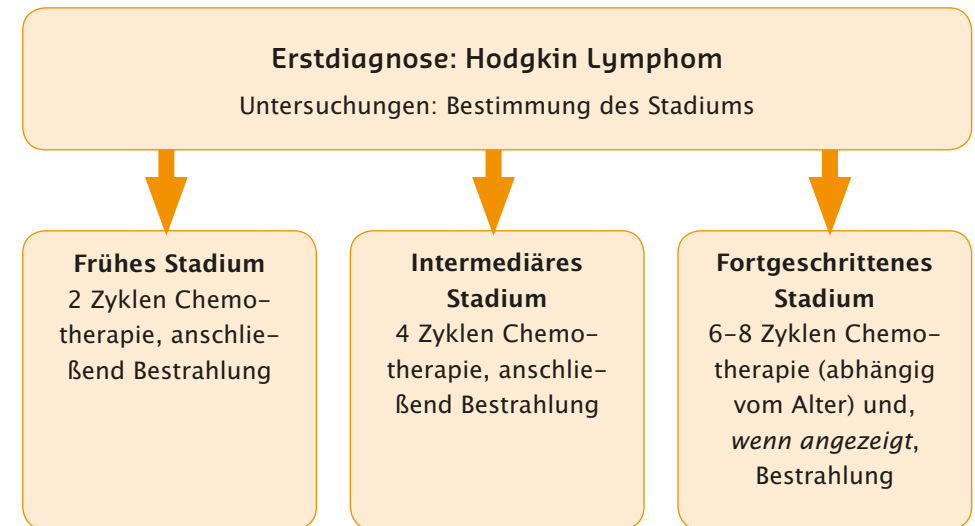 Erstdiagnose: Hodgkin Lymphom
Untersuchungen: Bestimmung des Stadiums
Frühes Stadium
2 Zyklen Chemo-
therapie, anschlie-
ßend Bestrahlung
Intermediäres
Stadium
4 Zyklen Chemo-
therapie, anschlie-
ßend Bestrahlung
Fortgeschrittenes
Stadium
6-8 Zyklen Chemo-
therapie (abhängig
vom Alter) und,
wenn angezeigt,
Bestrahlung